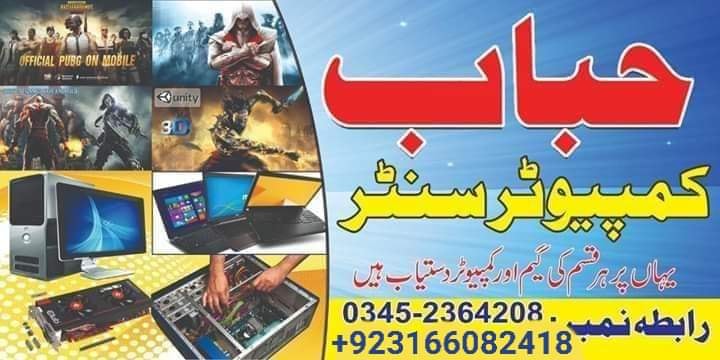 OFFICIAL PUBG ON MOBILE
unity
3D
حباب
کمپیوٹر سنٹر
یہاں پر ہر قسم کی گیم اور کمپیوٹر دستیاب ہیں
رابطہ نمبر 0345-2364208
+923166082418